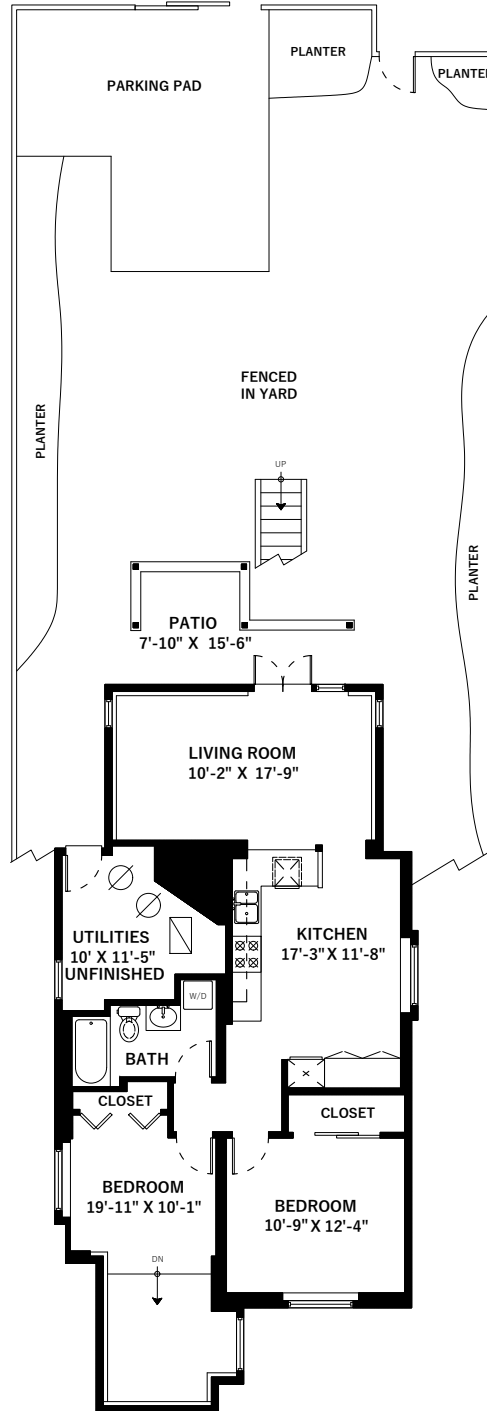 PLANTER
PLANTER
PARKING PAD
FENCED
IN YARD
PLANTER
UP
PLANTER
PATIO
7'-10" X 15'-6"
LIVING ROOM
10'-2" X 17'-9"
UTILITIES
10' X 11'-5"
UNFINISHED
KITCHEN
17'-3" X 11'-8"
W/D
BATH
CLOSET
CLOSET
BEDROOM
19'-11" X 10'-1"
BEDROOM
10'-9" X 12'-4"
DN